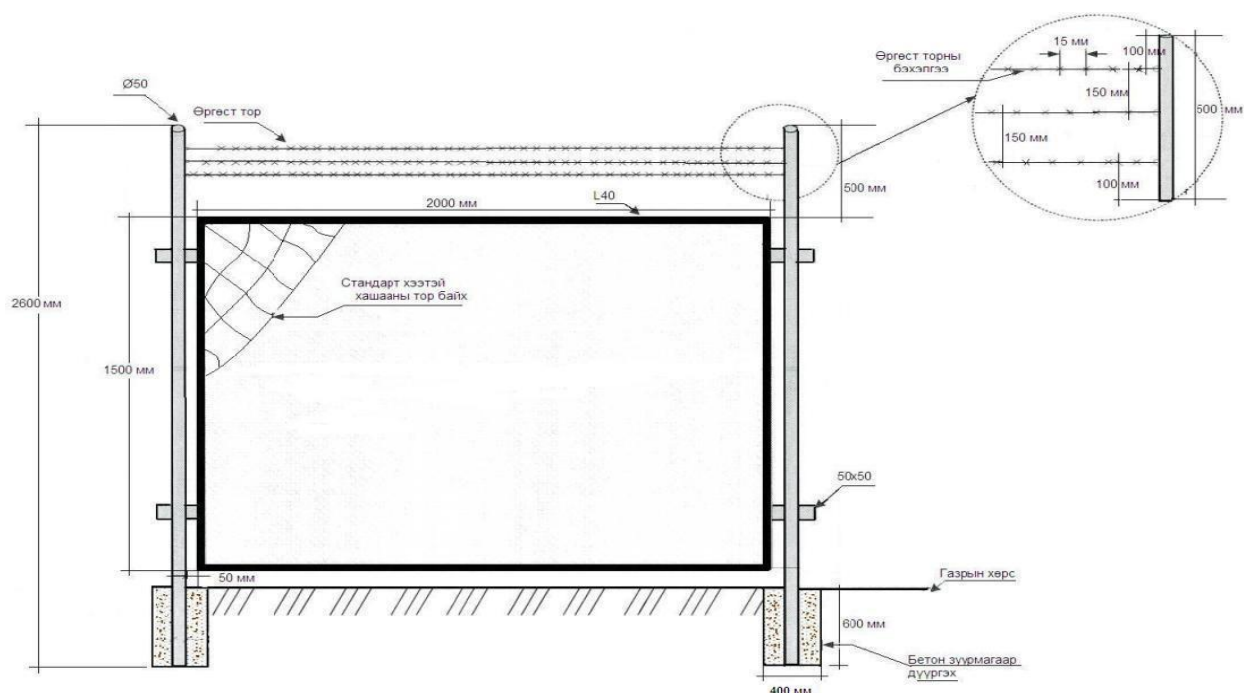 15 мм
Өргөст торны
бэхэлгээ
100 мм
150 мм
500 мм
150 мм
100 мм
Ø50
Өргөст тор
500 мм
2000 мм
L40
Стандарт хээтэй
хашааны тор байх
2600 мм
1500 мм
50x50
50 мм
Газрын хөрс
600 мм
Бетон зуурмагаар
дүүргэх
400 мм